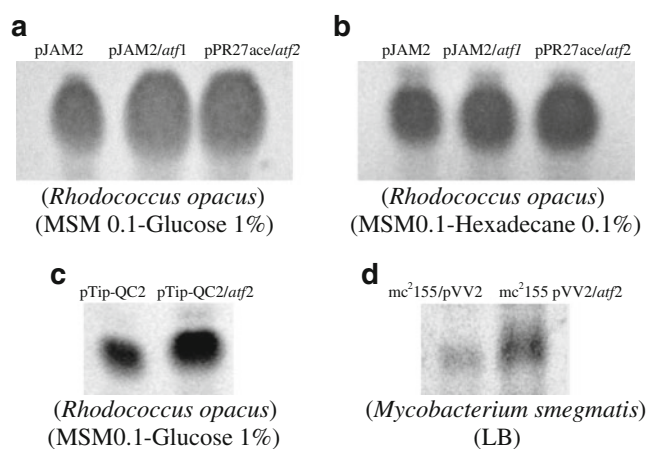 a
pJAM2 pJAM2/atf1 pPR27ace/atf2
(Rhodococcus opacus)
(MSM 0.1-Glucose 1%)
b
pJAM2 pJAM2/atf1 pPR27ace/atf2
(Rhodococcus opacus)
(MSM0.1-Hexadecane 0.1%)
c
pTip-QC2 pTip-QC2/atf2
(Rhodococcus opacus)
(MSM0.1-Glucose 1%)
d
mc²155/pVV2 mc²155 pVV2/atf2
(Mycobacterium smegmatis)
(LB)